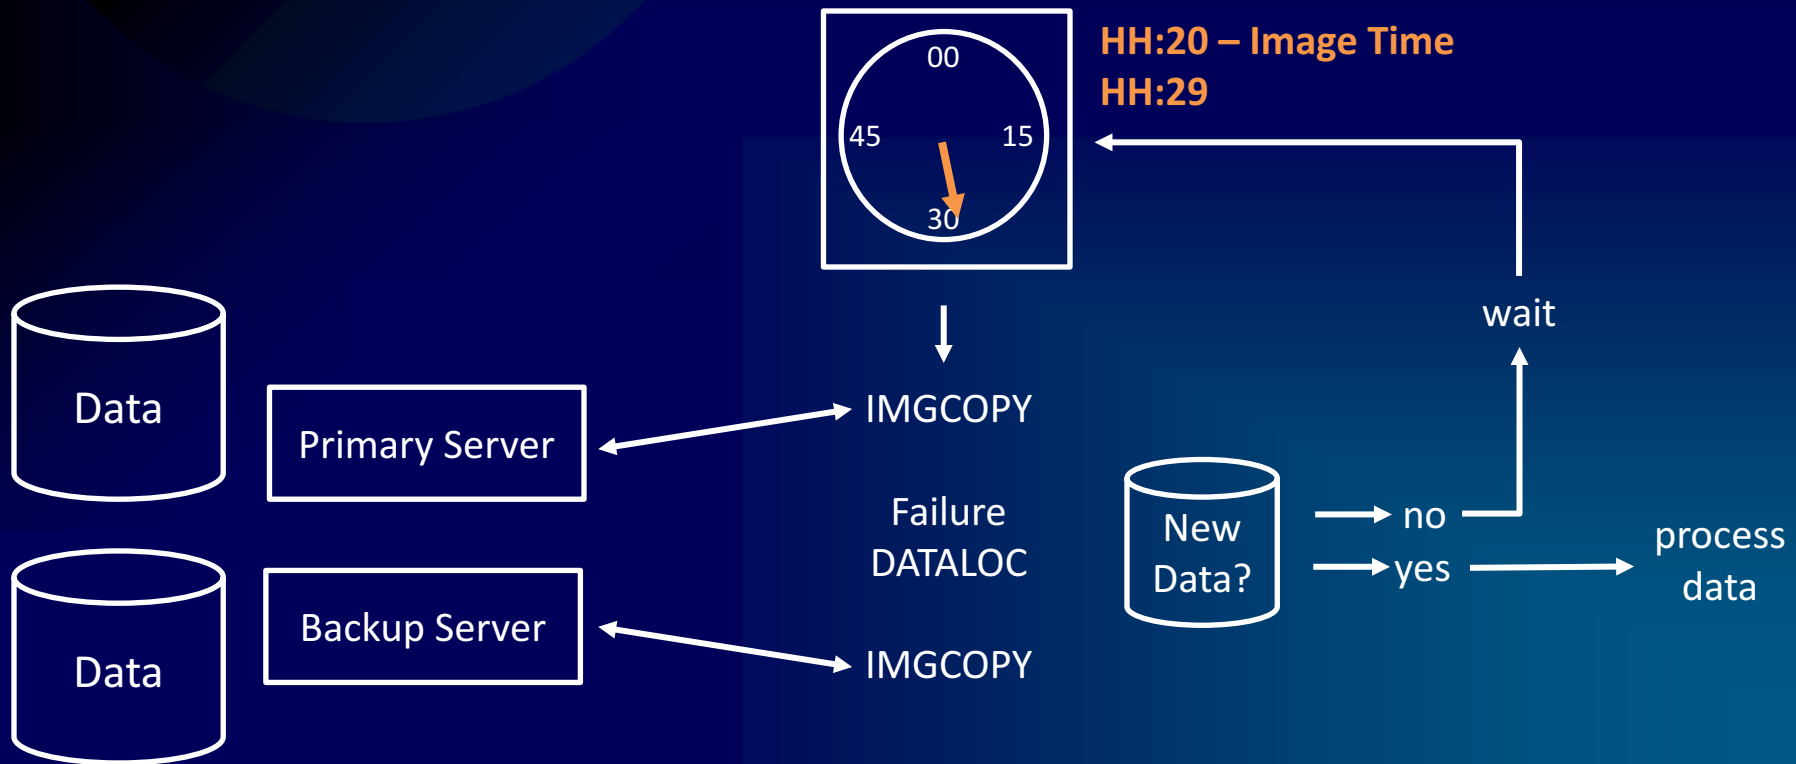 HH:20 – Image Time
HH:29
00
45
15
30
wait
Data
Primary Server
IMGCOPY
Failure
DATALOC
New
Data?
no
yes
process
data
Data
Backup Server
IMGCOPY